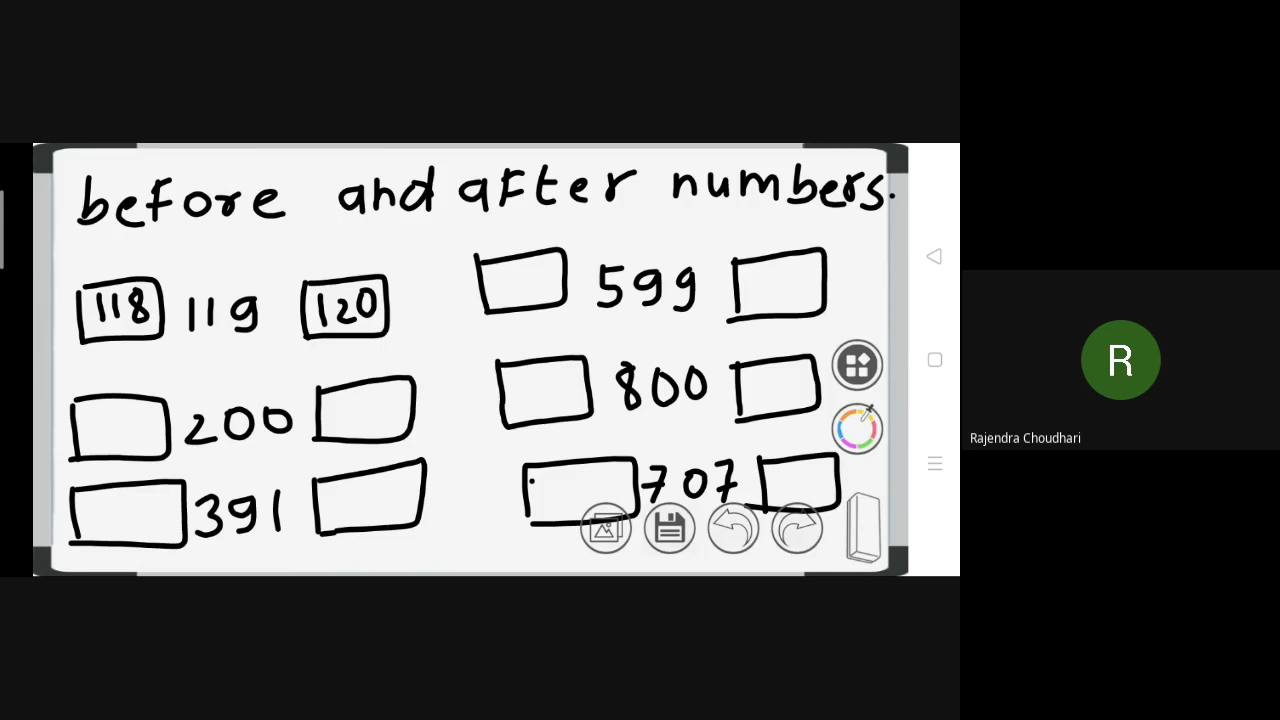 before and after numbers.
118 119 120
599
200
800
391
707
R
Rajendra Choudhari